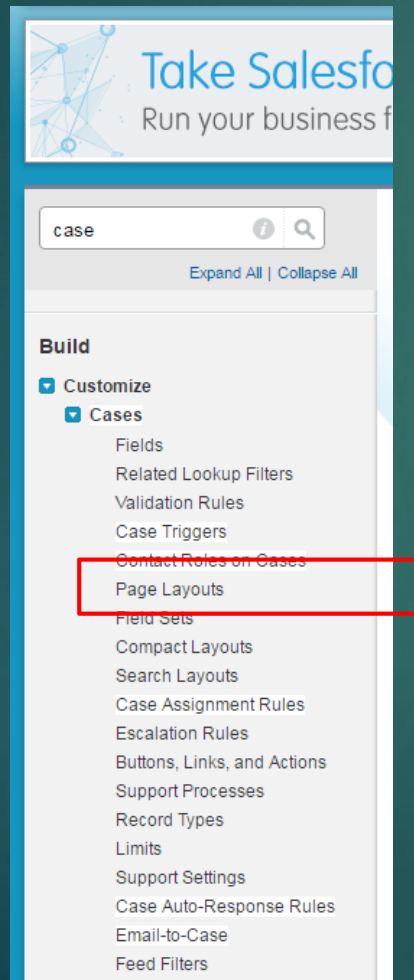 Take Salesfo
Run your business f
case
Expand All | Collapse All
Build
Customize
Cases
Fields
Related Lookup Filters
Validation Rules
Case Triggers
Contact Roles on Cases
Page Layouts
Field Sets
Compact Layouts
Search Layouts
Case Assignment Rules
Escalation Rules
Buttons, Links, and Actions
Support Processes
Record Types
Limits
Support Settings
Case Auto-Response Rules
Email-to-Case
Feed Filters